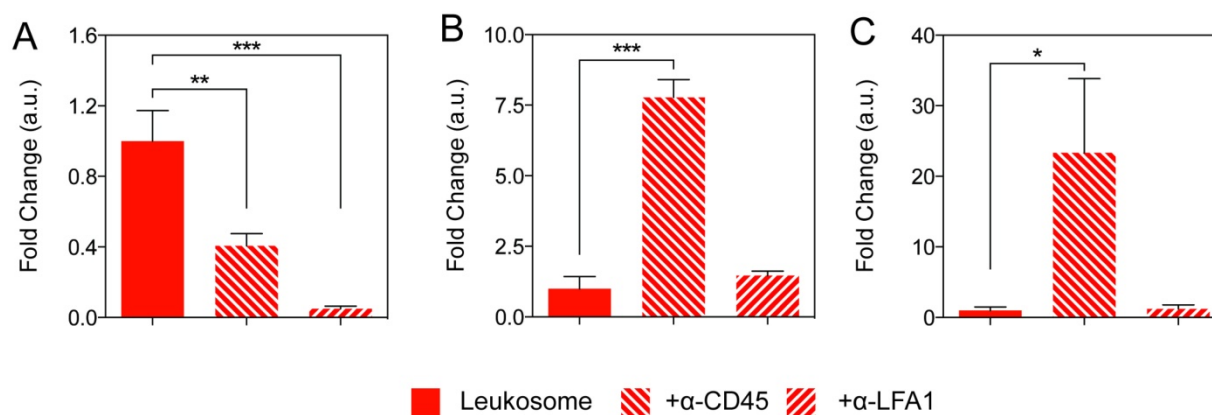 A
Fold Change (a.u.)
1.6
1.2
0.8
0.4
0.0
***
**
B
Fold Change (a.u.)
10.0
7.5
5.0
2.5
0.0
***
C
Fold Change (a.u.)
40
30
20
10
0
*
Leukosome
+α-CD45
+α-LFA1